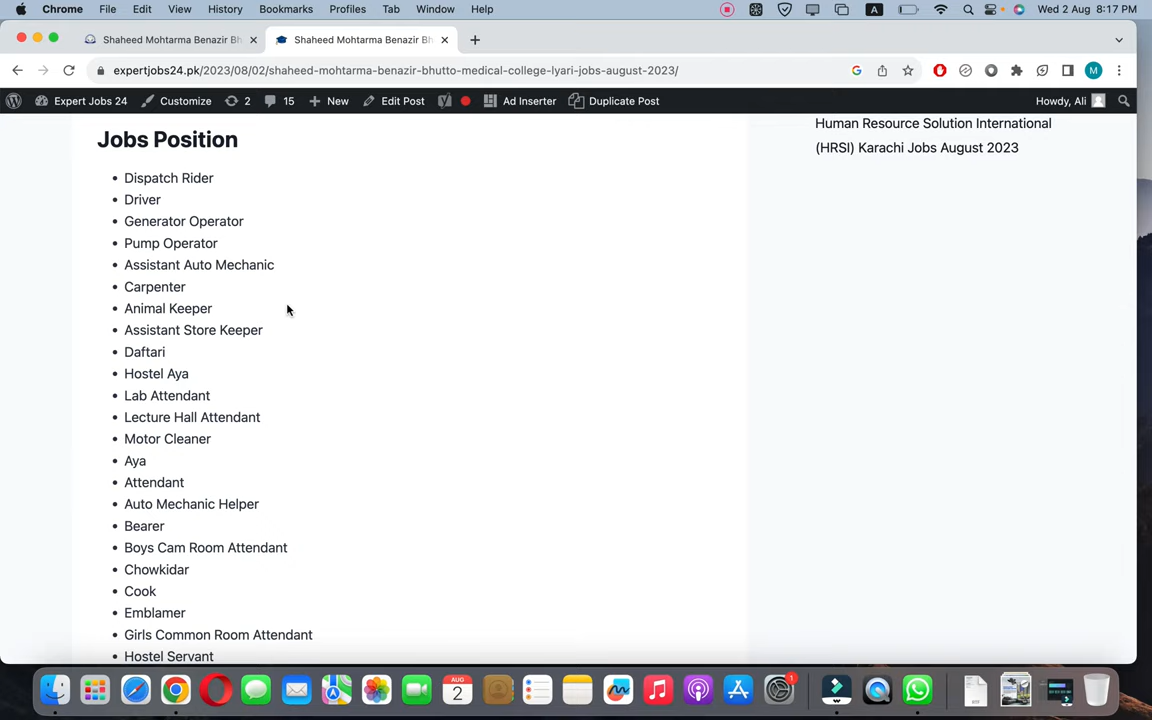 Chrome File Edit View History Bookmarks Profiles Tab Window Help A Wed 2 Aug 8:17 PM
Shaheed Mohtarma Benazir Bh Shaheed Mohtarma Benazir Bh
expertjobs24.pk/2023/08/02/shaheed-mohtarma-benazir-bhutto-medical-college-lyari-jobs-august-2023/ M
Expert Jobs 24 Customize 2 15 New Edit Post Ad Inserter Duplicate Post Howdy, Ali
Human Resource Solution International
(HRSI) Karachi Jobs August 2023
Jobs Position
• Dispatch Rider
• Driver
• Generator Operator
• Pump Operator
• Assistant Auto Mechanic
• Carpenter
• Animal Keeper
• Assistant Store Keeper
• Daftari
• Hostel Aya
• Lab Attendant
• Lecture Hall Attendant
• Motor Cleaner
• Aya
• Attendant
• Auto Mechanic Helper
• Bearer
• Boys Cam Room Attendant
• Chowkidar
• Cook
• Emblamer
• Girls Common Room Attendant
• Hostel Servant
AUG
2
1